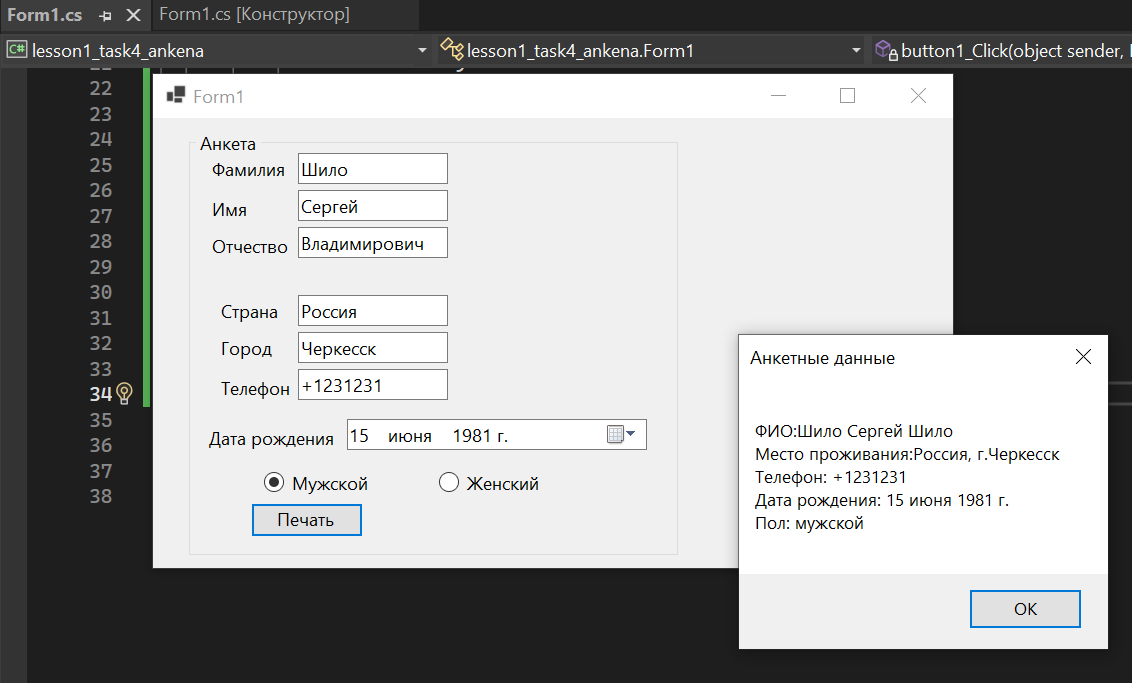 Form1.cs
Form1.cs [Конструктор]
C# lesson1_task4_ankena
lesson1_task4_ankena.Form1
button1_Click(object sender,
22
23
24
25
26
27
28
29
30
31
32
33
34
35
36
37
38
Form1
Анкета
Фамилия Шило
Имя Сергей
Отчество Владимирович
Страна Россия
Город Черкесск
Телефон +1231231
Дата рождения 15 июня 1981 г.
Мужской Женский
Печать
Анкетные данные
ФИО:Шило Сергей Шило
Место проживания:Россия, г.Черкесск
Телефон: +1231231
Дата рождения: 15 июня 1981 г.
Пол: мужской
OK